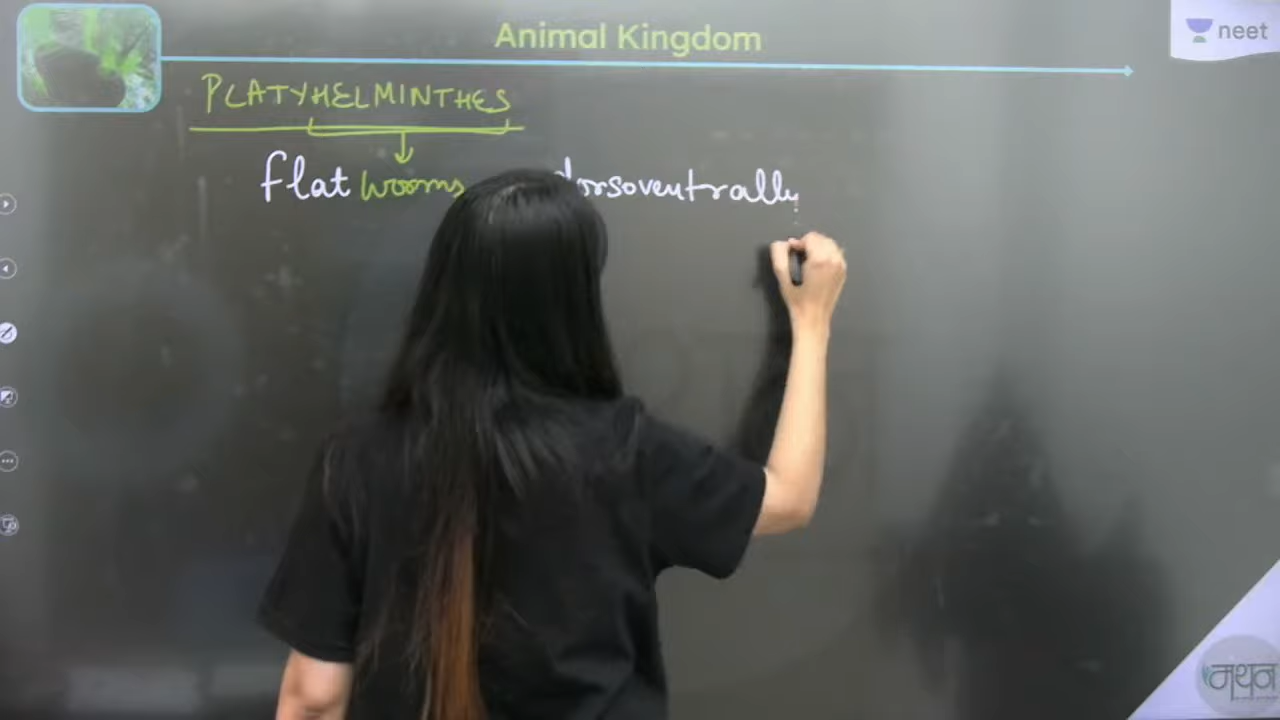 Animal Kingdom
neet
PLATYHELMINTHES
flat worms dorsoventrally
मंथन